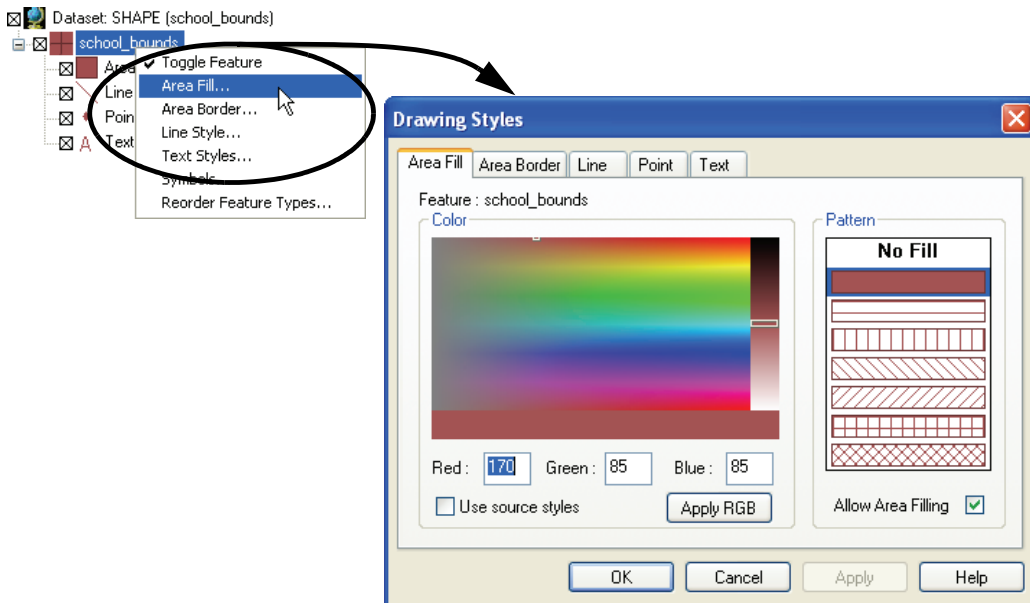 Dataset: SHAPE (school_bounds)
school_bounds
Area
Line
Poin
Text
Toggle Feature
Area Fill...
Area Border...
Line Style...
Text Styles...
Symbols...
Reorder Feature Types...
Drawing Styles
Area Fill Area Border Line Point Text
Feature : school_bounds
Color
Pattern
No Fill
Red : 170 Green : 85 Blue : 85
Use source styles
Apply RGB
Allow Area Filling
OK Cancel Apply Help